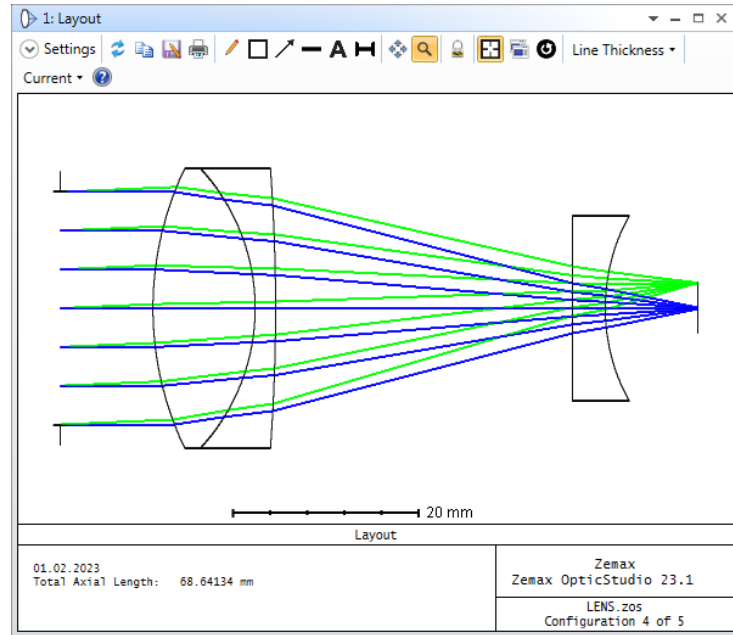 1: Layout
Settings
A
Line Thickness
Current
20 mm
Layout
01.02.2023
Total Axial Length: 68.64134 mm
Zemax
Zemax OpticStudio 23.1
LENS.zos
Configuration 4 of 5